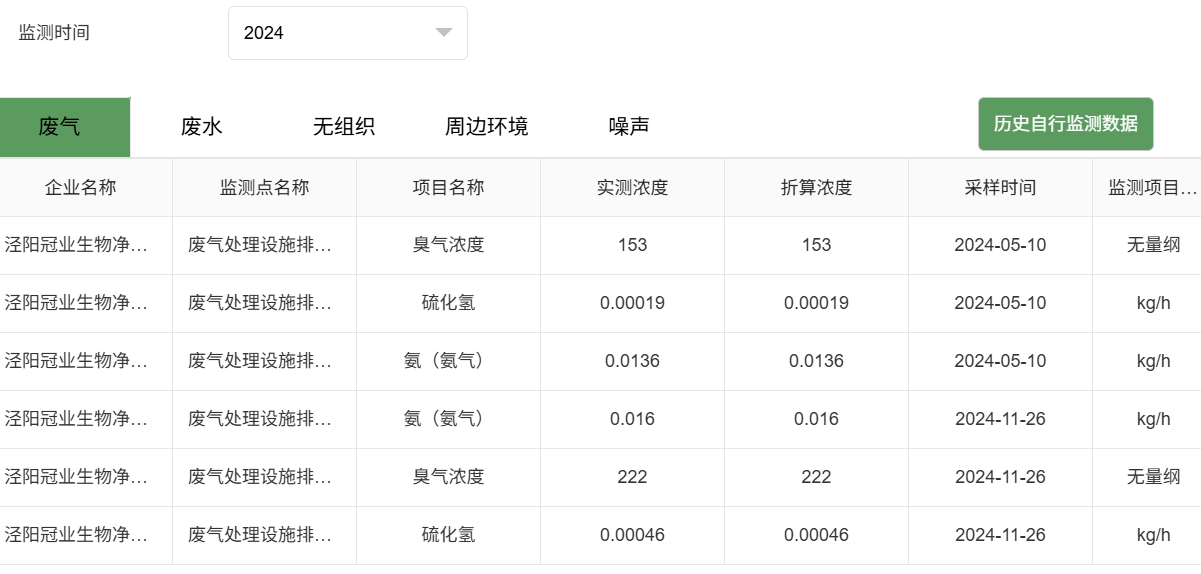 监测时间 2024
废气 废水 无组织 周边环境 噪声 历史自行监测数据
企业名称 监测点名称 项目名称 实测浓度 折算浓度 采样时间 监测项目…
泾阳冠业生物净… 废气处理设施排… 臭气浓度 153 153 2024-05-10 无量纲
泾阳冠业生物净… 废气处理设施排… 硫化氢 0.00019 0.00019 2024-05-10 kg/h
泾阳冠业生物净… 废气处理设施排… 氨（氨气） 0.0136 0.0136 2024-05-10 kg/h
泾阳冠业生物净… 废气处理设施排… 氨（氨气） 0.016 0.016 2024-11-26 kg/h
泾阳冠业生物净… 废气处理设施排… 臭气浓度 222 222 2024-11-26 无量纲
泾阳冠业生物净… 废气处理设施排… 硫化氢 0.00046 0.00046 2024-11-26 kg/h